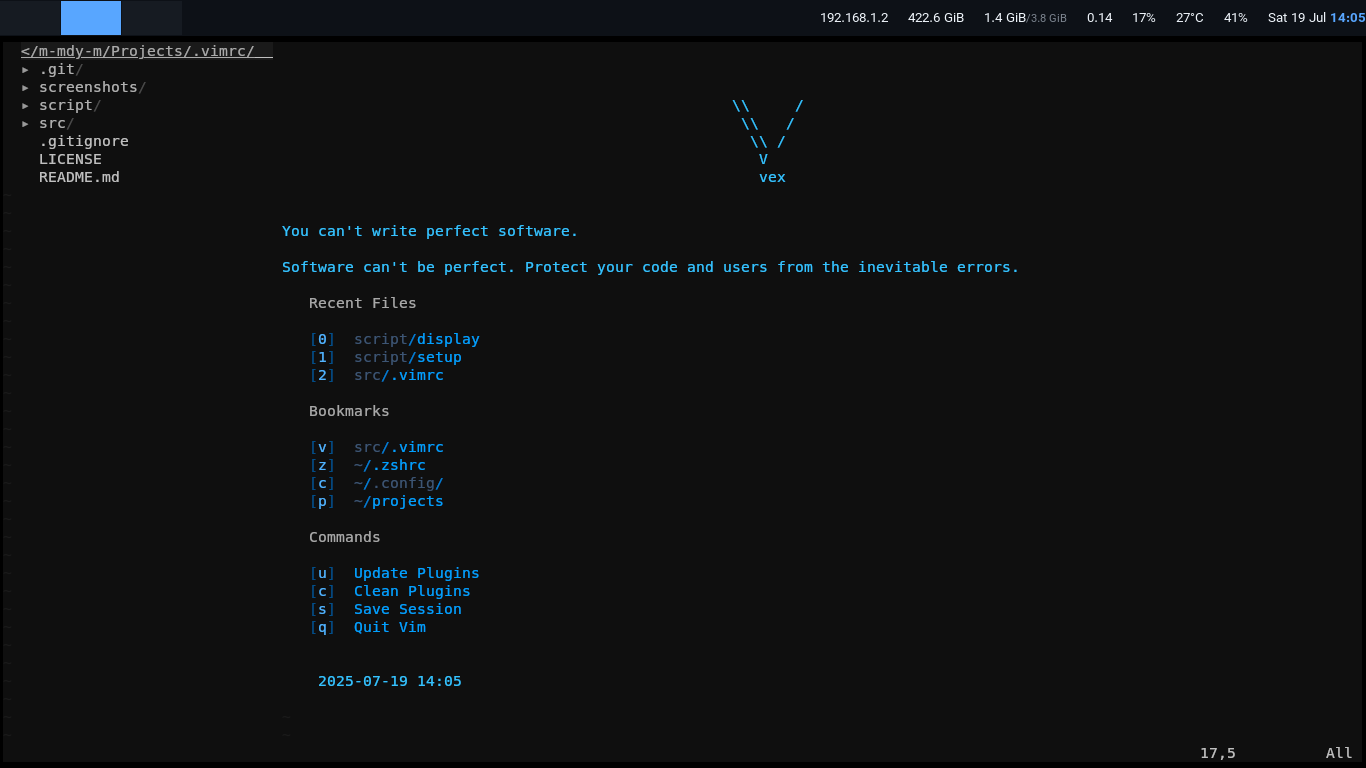 192.168.1.2 422.6 GiB 1.4 GiB/3.8 GiB 0.14 17% 27°C 41% Sat 19 Jul 14:05
</m-mdy-m/Projects/.vimrc/
▸ .git/
▸ screenshots/
▸ script/
▸ src/
.gitignore
LICENSE
README.md
\\     /
\\   /
\\ /
V
vex
You can't write perfect software.
Software can't be perfect. Protect your code and users from the inevitable errors.
Recent Files
[0]  script/display
[1]  script/setup
[2]  src/.vimrc
Bookmarks
[v]  src/.vimrc
[z]  ~/.zshrc
[c]  ~/.config/
[p]  ~/projects
Commands
[u]  Update Plugins
[c]  Clean Plugins
[s]  Save Session
[q]  Quit Vim
2025-07-19 14:05
17,5 All